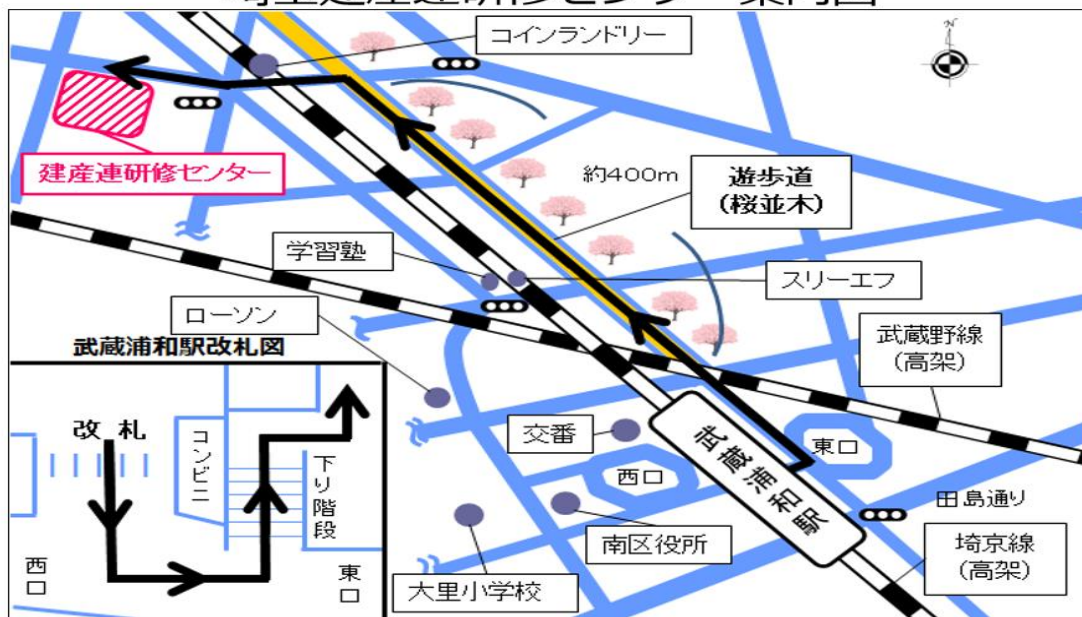 コインランドリー
N
建産連研修センター
約400m
遊歩道
(桜並木)
学習塾
スリーエフ
ローソン
武蔵野線
(高架)
武蔵浦和駅改札図
改 札
コンビニ
下り階段
西口
東口
交番
西口
武蔵浦和駅
東口
田島通り
南区役所
大里小学校
埼京線
(高架)